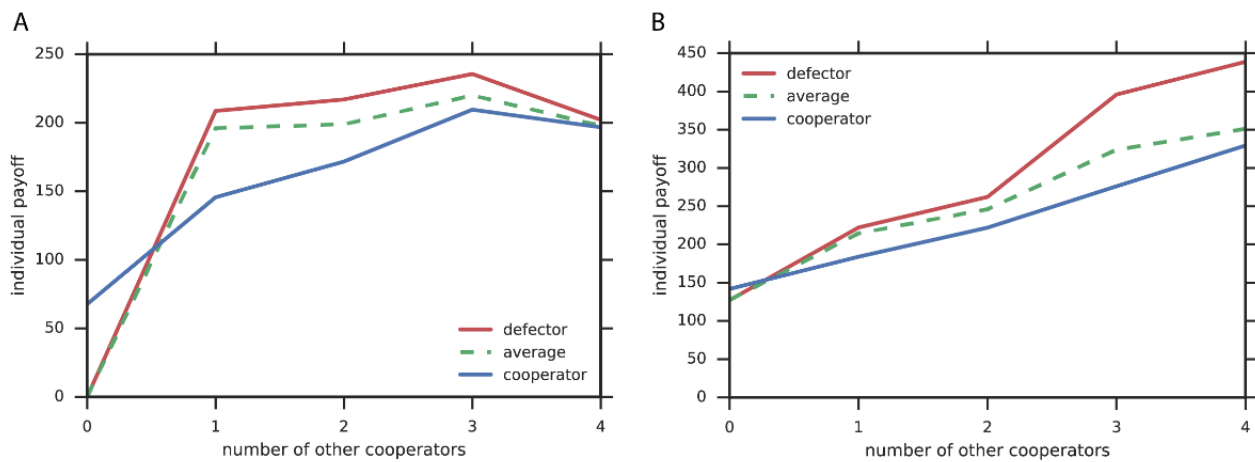 A
250
200
150
100
50
0
individual payoff
defector
average
cooperator
0 1 2 3 4
number of other cooperators
B
450
400
350
300
250
200
150
100
50
0
individual payoff
defector
average
cooperator
0 1 2 3 4
number of other cooperators